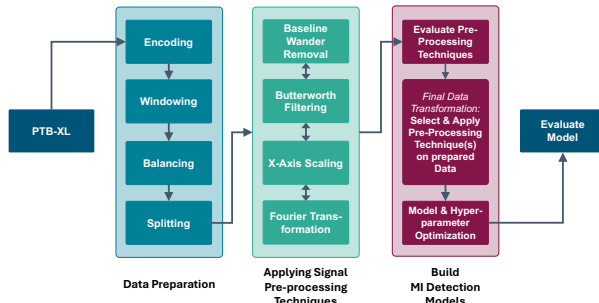 PTB-XL
Encoding
Windowing
Balancing
Splitting
Data Preparation
Baseline
Wander
Removal
Butterworth
Filtering
X-Axis Scaling
Fourier Trans-
formation
Applying Signal
Pre-processing
Techniques
Evaluate Pre-
Processing
Techniques
Final Data
Transformation:
Select & Apply
Pre-Processing
Technique(s)
on prepared
Data
Model & Hyper-
parameter
Optimization
Build
MI Detection
Models
Evaluate
Model